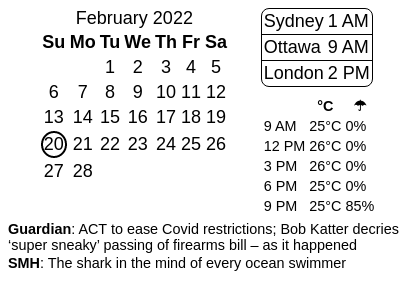 February 2022
Su Mo Tu We Th Fr Sa
1 2 3 4 5
6 7 8 9 10 11 12
13 14 15 16 17 18 19
20 21 22 23 24 25 26
27 28
Sydney 1 AM
Ottawa 9 AM
London 2 PM
°C ☂
9 AM 25°C 0%
12 PM 26°C 0%
3 PM 26°C 0%
6 PM 25°C 0%
9 PM 25°C 85%
Guardian: ACT to ease Covid restrictions; Bob Katter decries
‘super sneaky’ passing of firearms bill – as it happened
SMH: The shark in the mind of every ocean swimmer